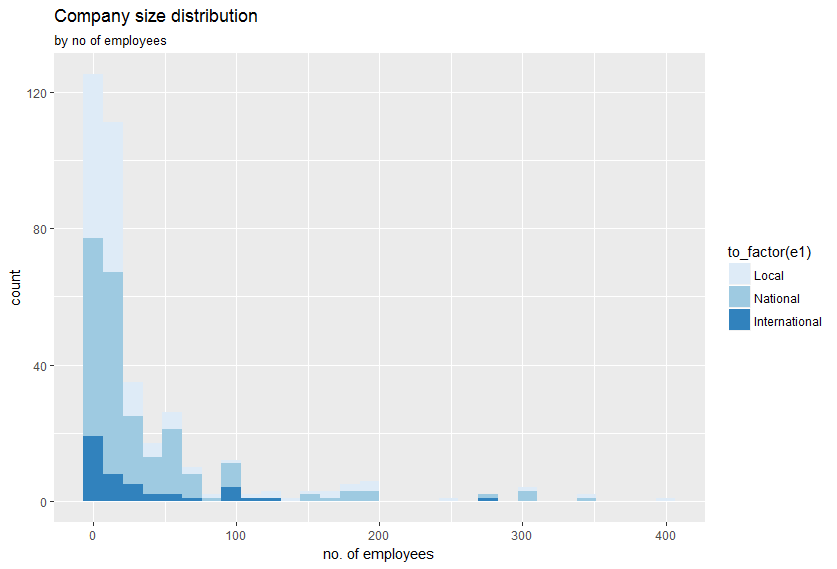 Company size distribution
by no of employees
120
80
40
0
count
0 100 200 300 400
no. of employees
to_factor(e1)
Local
National
International